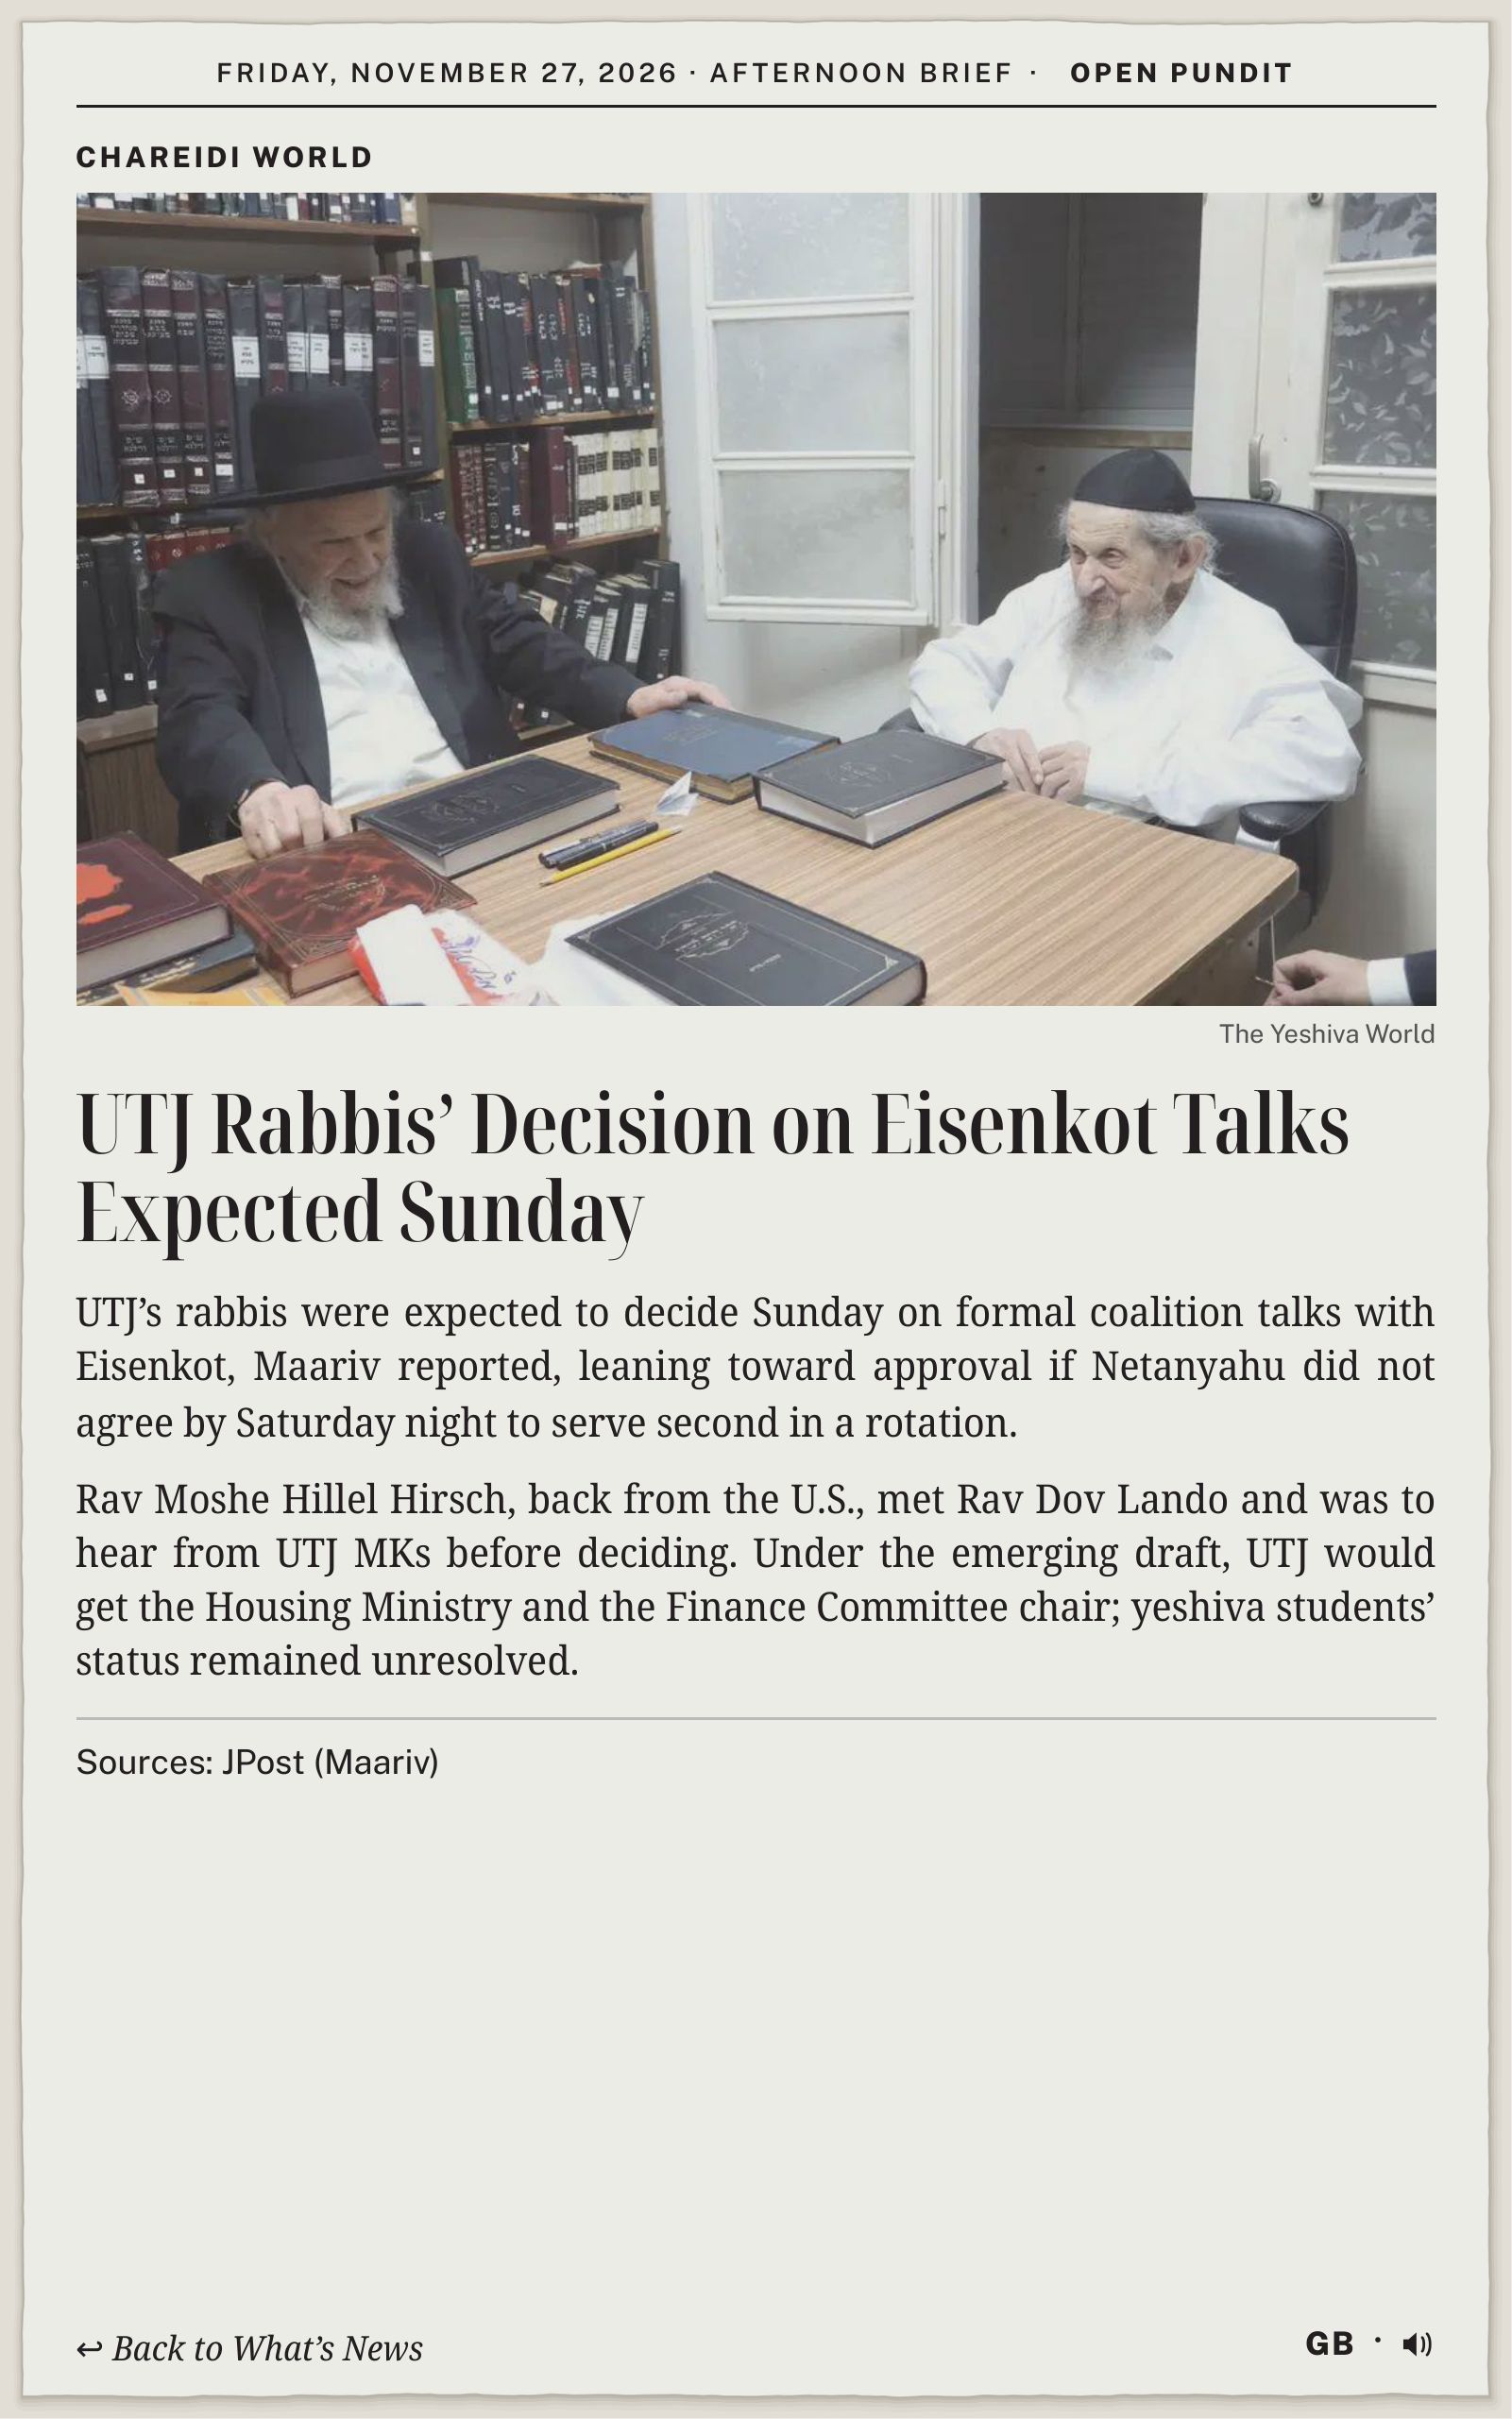 FRIDAY, NOVEMBER 27, 2026 · AFTERNOON BRIEF · OPEN PUNDIT
CHAREIDI WORLD
The Yeshiva World
UTJ Rabbis’ Decision on Eisenkot Talks
Expected Sunday
UTJ’s rabbis were expected to decide Sunday on formal coalition talks with
Eisenkot, Maariv reported, leaning toward approval if Netanyahu did not
agree by Saturday night to serve second in a rotation.
Rav Moshe Hillel Hirsch, back from the U.S., met Rav Dov Lando and was to
hear from UTJ MKs before deciding. Under the emerging draft, UTJ would
get the Housing Ministry and the Finance Committee chair; yeshiva students’
status remained unresolved.
Sources: JPost (Maariv)
↩ Back to What’s News
GB ·